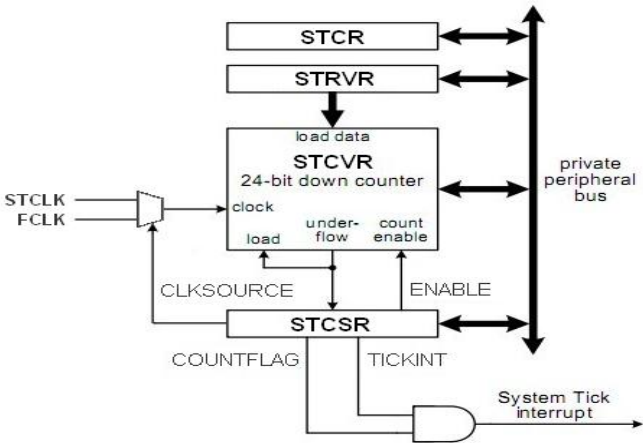 STCR
STRVR
load data
STCVR
24-bit down counter
private
peripheral
bus
STCLK
FCLK
clock
load
under-
flow
count
enable
CLKSOURCE
ENABLE
STCSR
COUNTFLAG
TICKINT
System Tick
interrupt